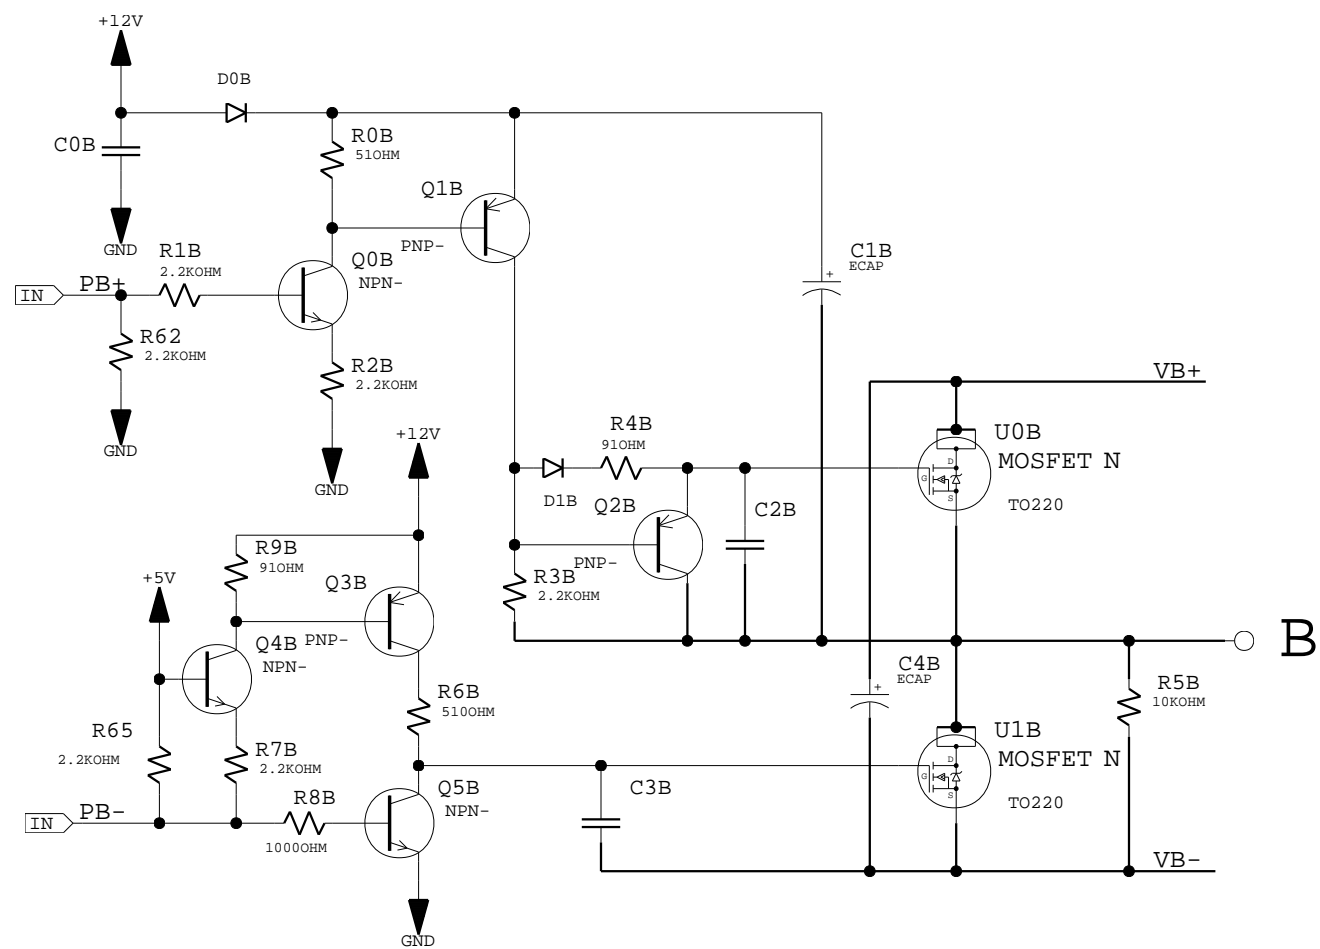 +12V
D0B
C0B
R0B
51OHM
Q1B
PNP-
GND
R1B
2.2KOHM
Q0B
NPN-
C1B
+
ECAP
PB+
IN
R62
2.2KOHM
R2B
2.2KOHM
VB+
GND
R4B
91OHM
+12V
U0B
MOSFET N
D
G
S
TO220
GND
D1B
Q2B
PNP-
C2B
R9B
91OHM
+5V
Q3B
PNP-
R3B
2.2KOHM
Q4B
NPN-
B
C4B
+
ECAP
R5B
10KOHM
R6B
510OHM
R65
2.2KOHM
R7B
2.2KOHM
U1B
MOSFET N
D
G
S
TO220
Q5B
NPN-
C3B
R8B
1000OHM
PB-
IN
VB-
GND